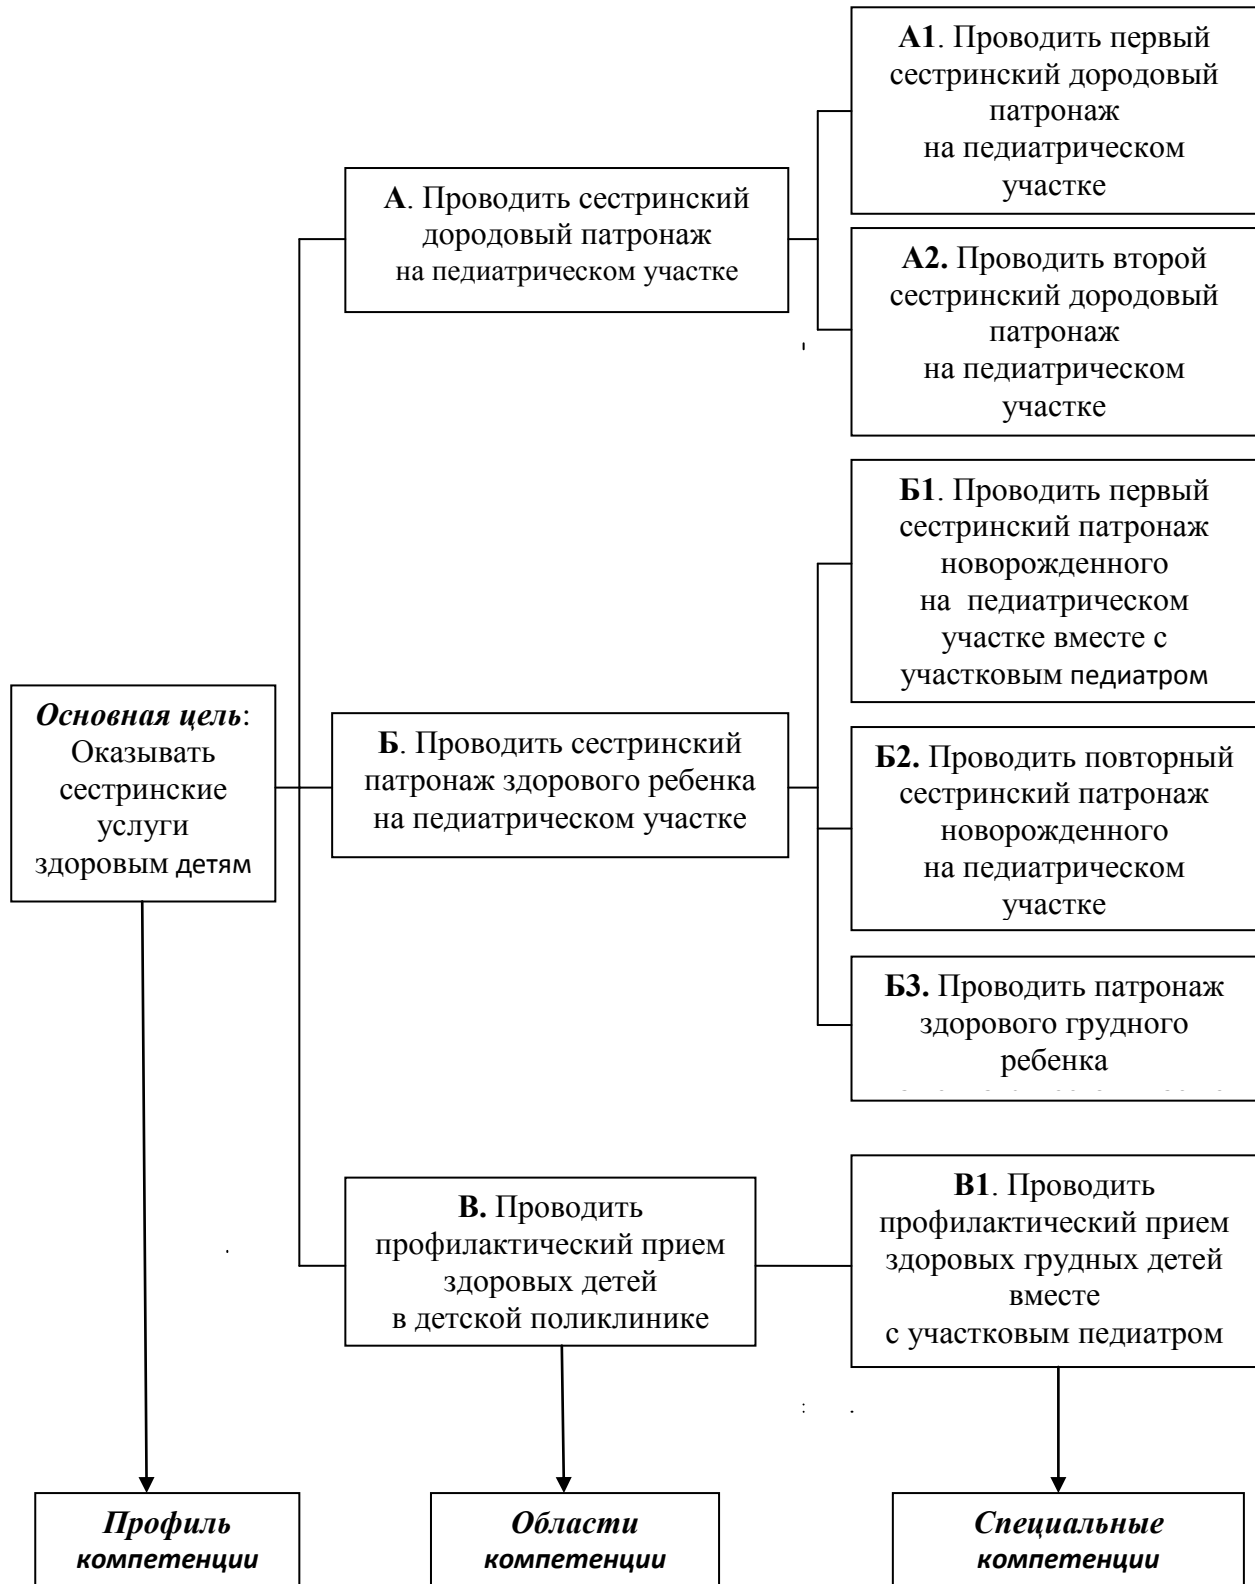 А1. Проводить первый
сестринский дородовый
патронаж
на педиатрическом
участке
А. Проводить сестринский
дородовый патронаж
на педиатрическом участке
А2. Проводить второй
сестринский дородовый
патронаж
на педиатрическом
участке
Б1. Проводить первый
сестринский патронаж
новорожденного
на педиатрическом
участке вместе с
участковым педиатром
Основная цель:
Оказывать
сестринские
услуги
здоровым детям
Б. Проводить сестринский
патронаж здорового ребенка
на педиатрическом участке
Б2. Проводить повторный
сестринский патронаж
новорожденного
на педиатрическом
участке
Б3. Проводить патронаж
здорового грудного
ребенка
В. Проводить
профилактический прием
здоровых детей
в детской поликлинике
В1. Проводить
профилактический прием
здоровых грудных детей
вместе
с участковым педиатром
Профиль
компетенции
Области
компетенции
Специальные
компетенции